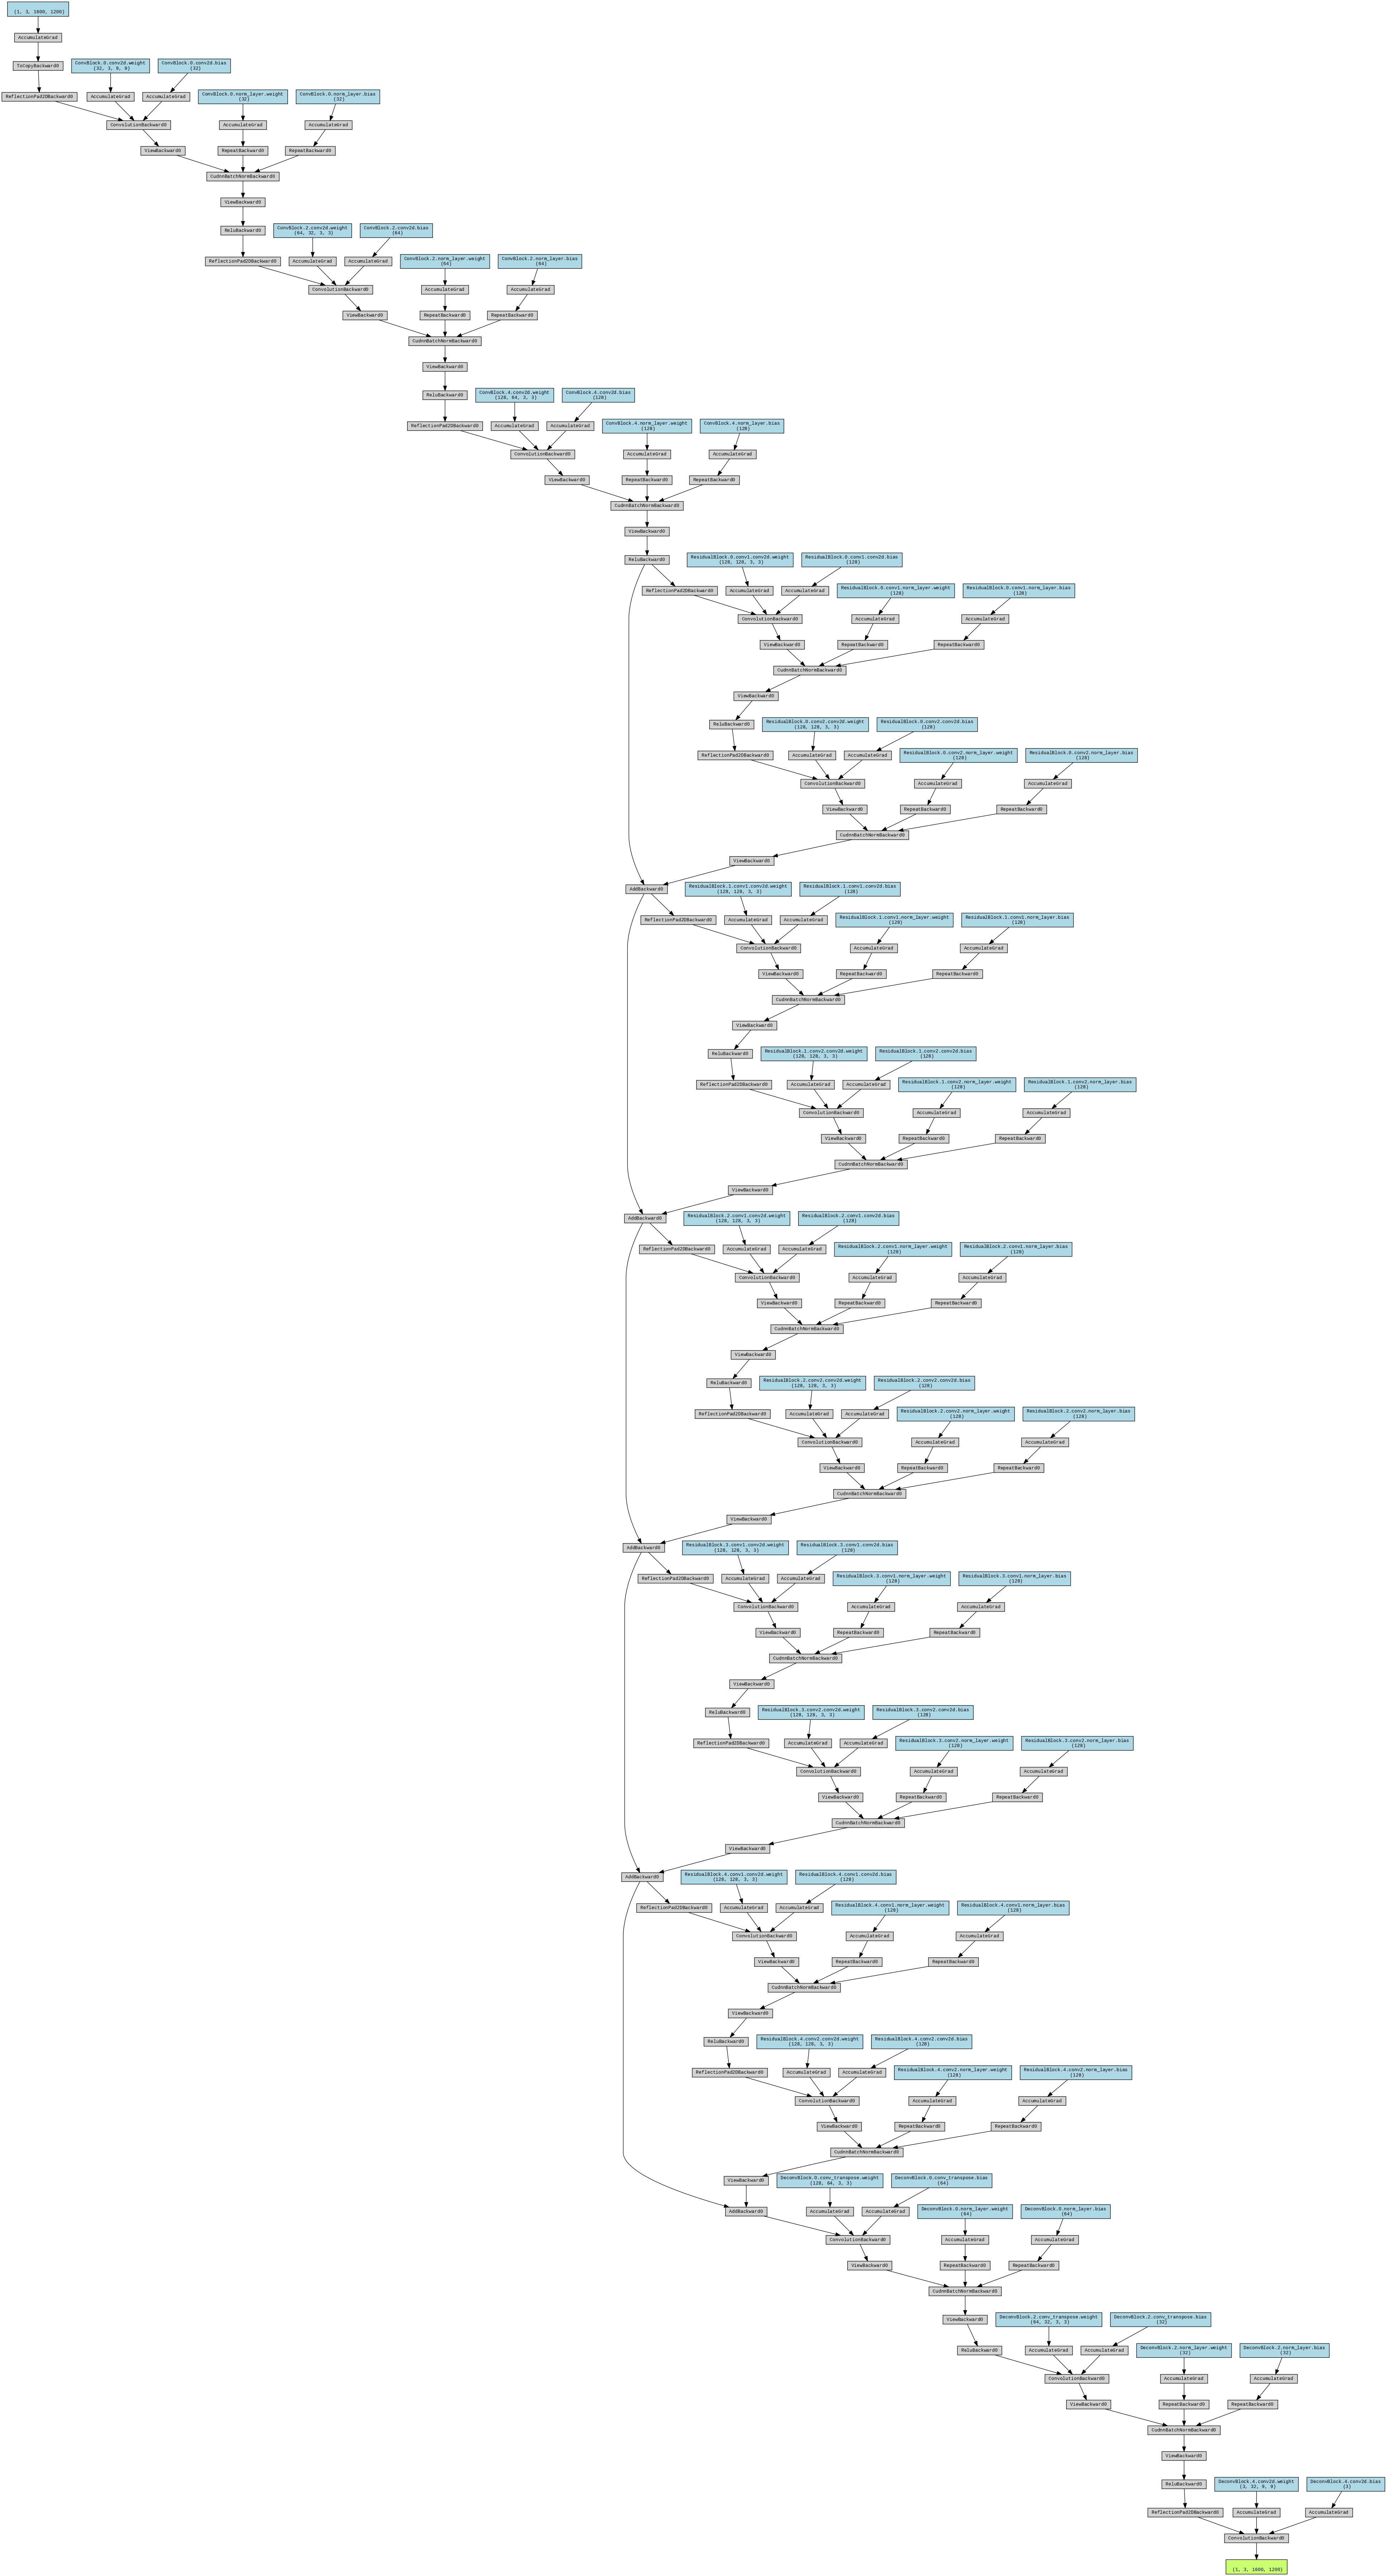 (1, 3, 1600, 1200)
AccumulateGrad
ToCopyBackward0
ConvBlock.0.conv2d.weight
(32, 3, 9, 9)
ConvBlock.0.conv2d.bias
(32)
ReflectionPad2DBackward0
AccumulateGrad
AccumulateGrad
ConvBlock.0.norm_layer.weight
(32)
ConvBlock.0.norm_layer.bias
(32)
ConvolutionBackward0
AccumulateGrad
AccumulateGrad
ViewBackward0
RepeatBackward0
RepeatBackward0
CudnnBatchNormBackward0
ViewBackward0
ReluBackward0
ConvBlock.2.conv2d.weight
(64, 32, 3, 3)
ConvBlock.2.conv2d.bias
(64)
ReflectionPad2DBackward0
AccumulateGrad
AccumulateGrad
ConvBlock.2.norm_layer.weight
(64)
ConvBlock.2.norm_layer.bias
(64)
ConvolutionBackward0
AccumulateGrad
AccumulateGrad
ViewBackward0
RepeatBackward0
RepeatBackward0
CudnnBatchNormBackward0
ViewBackward0
ReluBackward0
ConvBlock.4.conv2d.weight
(128, 64, 3, 3)
ConvBlock.4.conv2d.bias
(128)
ReflectionPad2DBackward0
AccumulateGrad
AccumulateGrad
ConvBlock.4.norm_layer.weight
(128)
ConvBlock.4.norm_layer.bias
(128)
ConvolutionBackward0
AccumulateGrad
AccumulateGrad
ViewBackward0
RepeatBackward0
RepeatBackward0
CudnnBatchNormBackward0
ViewBackward0
ReluBackward0
ResidualBlock.0.conv1.conv2d.weight
(128, 128, 3, 3)
ResidualBlock.0.conv1.conv2d.bias
(128)
ReflectionPad2DBackward0
AccumulateGrad
AccumulateGrad
ResidualBlock.0.conv1.norm_layer.weight
(128)
ResidualBlock.0.conv1.norm_layer.bias
(128)
ConvolutionBackward0
AccumulateGrad
AccumulateGrad
ViewBackward0
RepeatBackward0
RepeatBackward0
CudnnBatchNormBackward0
ViewBackward0
ReluBackward0
ResidualBlock.0.conv2.conv2d.weight
(128, 128, 3, 3)
ResidualBlock.0.conv2.conv2d.bias
(128)
ReflectionPad2DBackward0
AccumulateGrad
AccumulateGrad
ResidualBlock.0.conv2.norm_layer.weight
(128)
ResidualBlock.0.conv2.norm_layer.bias
(128)
ConvolutionBackward0
AccumulateGrad
AccumulateGrad
ViewBackward0
RepeatBackward0
RepeatBackward0
CudnnBatchNormBackward0
ViewBackward0
AddBackward0
ResidualBlock.1.conv1.conv2d.weight
(128, 128, 3, 3)
ResidualBlock.1.conv1.conv2d.bias
(128)
ReflectionPad2DBackward0
AccumulateGrad
AccumulateGrad
ResidualBlock.1.conv1.norm_layer.weight
(128)
ResidualBlock.1.conv1.norm_layer.bias
(128)
ConvolutionBackward0
AccumulateGrad
AccumulateGrad
ViewBackward0
RepeatBackward0
RepeatBackward0
CudnnBatchNormBackward0
ViewBackward0
ReluBackward0
ResidualBlock.1.conv2.conv2d.weight
(128, 128, 3, 3)
ResidualBlock.1.conv2.conv2d.bias
(128)
ReflectionPad2DBackward0
AccumulateGrad
AccumulateGrad
ResidualBlock.1.conv2.norm_layer.weight
(128)
ResidualBlock.1.conv2.norm_layer.bias
(128)
ConvolutionBackward0
AccumulateGrad
AccumulateGrad
ViewBackward0
RepeatBackward0
RepeatBackward0
CudnnBatchNormBackward0
ViewBackward0
AddBackward0
ResidualBlock.2.conv1.conv2d.weight
(128, 128, 3, 3)
ResidualBlock.2.conv1.conv2d.bias
(128)
ReflectionPad2DBackward0
AccumulateGrad
AccumulateGrad
ResidualBlock.2.conv1.norm_layer.weight
(128)
ResidualBlock.2.conv1.norm_layer.bias
(128)
ConvolutionBackward0
AccumulateGrad
AccumulateGrad
ViewBackward0
RepeatBackward0
RepeatBackward0
CudnnBatchNormBackward0
ViewBackward0
ReluBackward0
ResidualBlock.2.conv2.conv2d.weight
(128, 128, 3, 3)
ResidualBlock.2.conv2.conv2d.bias
(128)
ReflectionPad2DBackward0
AccumulateGrad
AccumulateGrad
ResidualBlock.2.conv2.norm_layer.weight
(128)
ResidualBlock.2.conv2.norm_layer.bias
(128)
ConvolutionBackward0
AccumulateGrad
AccumulateGrad
ViewBackward0
RepeatBackward0
RepeatBackward0
CudnnBatchNormBackward0
ViewBackward0
AddBackward0
ResidualBlock.3.conv1.conv2d.weight
(128, 128, 3, 3)
ResidualBlock.3.conv1.conv2d.bias
(128)
ReflectionPad2DBackward0
AccumulateGrad
AccumulateGrad
ResidualBlock.3.conv1.norm_layer.weight
(128)
ResidualBlock.3.conv1.norm_layer.bias
(128)
ConvolutionBackward0
AccumulateGrad
AccumulateGrad
ViewBackward0
RepeatBackward0
RepeatBackward0
CudnnBatchNormBackward0
ViewBackward0
ReluBackward0
ResidualBlock.3.conv2.conv2d.weight
(128, 128, 3, 3)
ResidualBlock.3.conv2.conv2d.bias
(128)
ReflectionPad2DBackward0
AccumulateGrad
AccumulateGrad
ResidualBlock.3.conv2.norm_layer.weight
(128)
ResidualBlock.3.conv2.norm_layer.bias
(128)
ConvolutionBackward0
AccumulateGrad
AccumulateGrad
ViewBackward0
RepeatBackward0
RepeatBackward0
CudnnBatchNormBackward0
ViewBackward0
AddBackward0
ResidualBlock.4.conv1.conv2d.weight
(128, 128, 3, 3)
ResidualBlock.4.conv1.conv2d.bias
(128)
ReflectionPad2DBackward0
AccumulateGrad
AccumulateGrad
ResidualBlock.4.conv1.norm_layer.weight
(128)
ResidualBlock.4.conv1.norm_layer.bias
(128)
ConvolutionBackward0
AccumulateGrad
AccumulateGrad
ViewBackward0
RepeatBackward0
RepeatBackward0
CudnnBatchNormBackward0
ViewBackward0
ReluBackward0
ResidualBlock.4.conv2.conv2d.weight
(128, 128, 3, 3)
ResidualBlock.4.conv2.conv2d.bias
(128)
ReflectionPad2DBackward0
AccumulateGrad
AccumulateGrad
ResidualBlock.4.conv2.norm_layer.weight
(128)
ResidualBlock.4.conv2.norm_layer.bias
(128)
ConvolutionBackward0
AccumulateGrad
AccumulateGrad
ViewBackward0
RepeatBackward0
RepeatBackward0
CudnnBatchNormBackward0
ViewBackward0
DeconvBlock.0.conv_transpose.weight
(128, 64, 3, 3)
DeconvBlock.0.conv_transpose.bias
(64)
AddBackward0
AccumulateGrad
AccumulateGrad
DeconvBlock.0.norm_layer.weight
(64)
DeconvBlock.0.norm_layer.bias
(64)
ConvolutionBackward0
AccumulateGrad
AccumulateGrad
ViewBackward0
RepeatBackward0
RepeatBackward0
CudnnBatchNormBackward0
ViewBackward0
DeconvBlock.2.conv_transpose.weight
(64, 32, 3, 3)
DeconvBlock.2.conv_transpose.bias
(32)
ReluBackward0
AccumulateGrad
AccumulateGrad
DeconvBlock.2.norm_layer.weight
(32)
DeconvBlock.2.norm_layer.bias
(32)
ConvolutionBackward0
AccumulateGrad
AccumulateGrad
ViewBackward0
RepeatBackward0
RepeatBackward0
CudnnBatchNormBackward0
ViewBackward0
ReluBackward0
DeconvBlock.4.conv2d.weight
(3, 32, 9, 9)
DeconvBlock.4.conv2d.bias
(3)
ReflectionPad2DBackward0
AccumulateGrad
AccumulateGrad
ConvolutionBackward0
(1, 3, 1600, 1200)